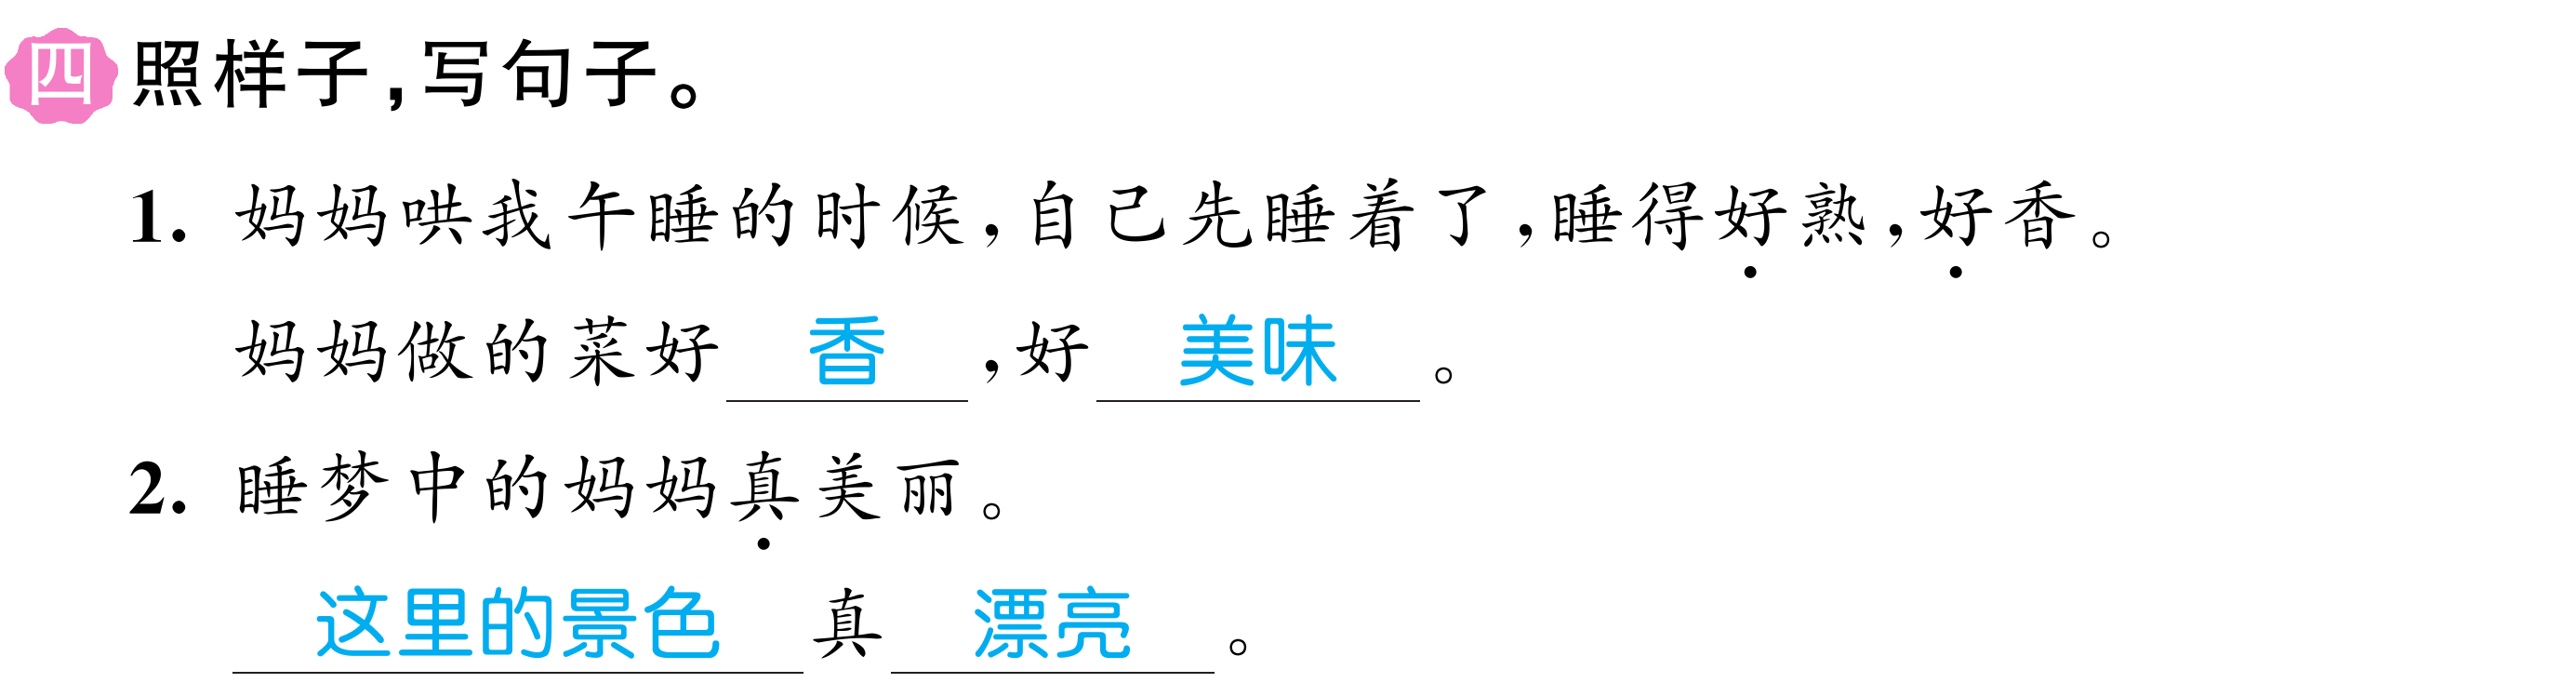 四 照样子,写句子。
1. 妈妈哄我午睡的时候,自己先睡着了,睡得好熟,好香。
妈妈做的菜好 香 ,好 美味 。
2. 睡梦中的妈妈真美丽。
这里的景色 真 漂亮 。